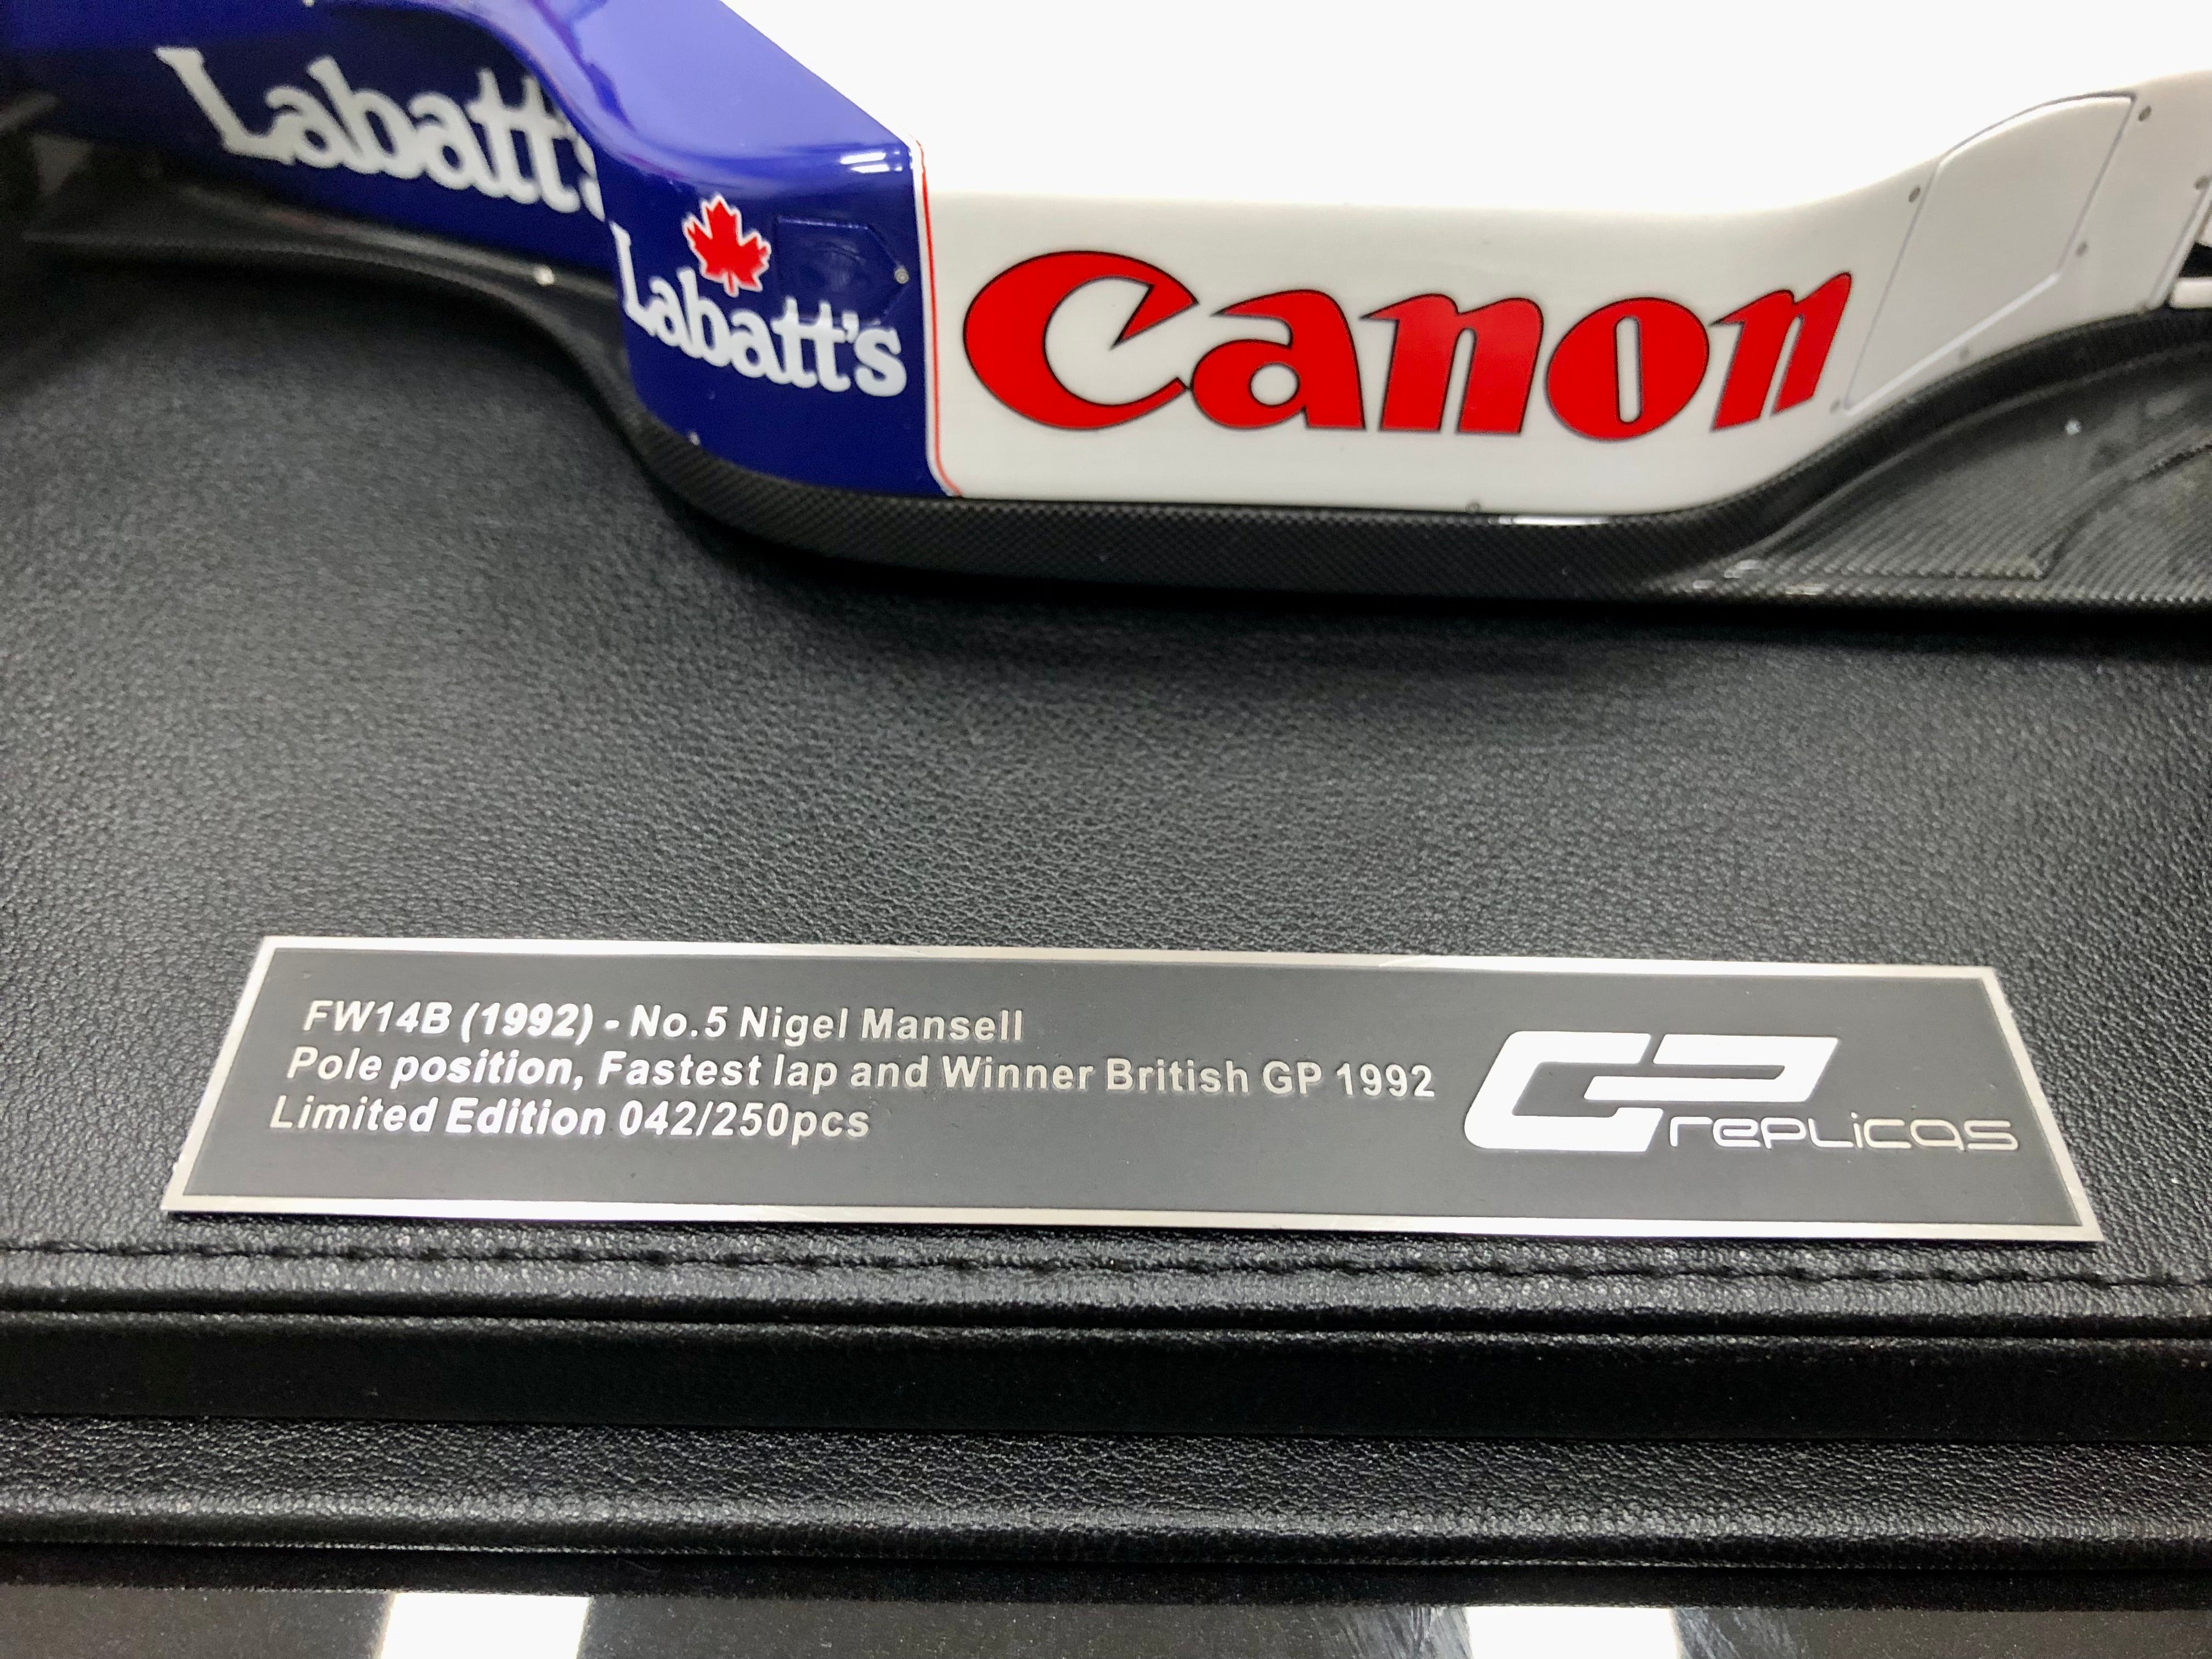 Labatt's
Labatt's
Canon
FW14B (1992) - No.5 Nigel Mansell
Pole position, Fastest lap and Winner British GP 1992
Limited Edition 042/250pcs
GP replicas